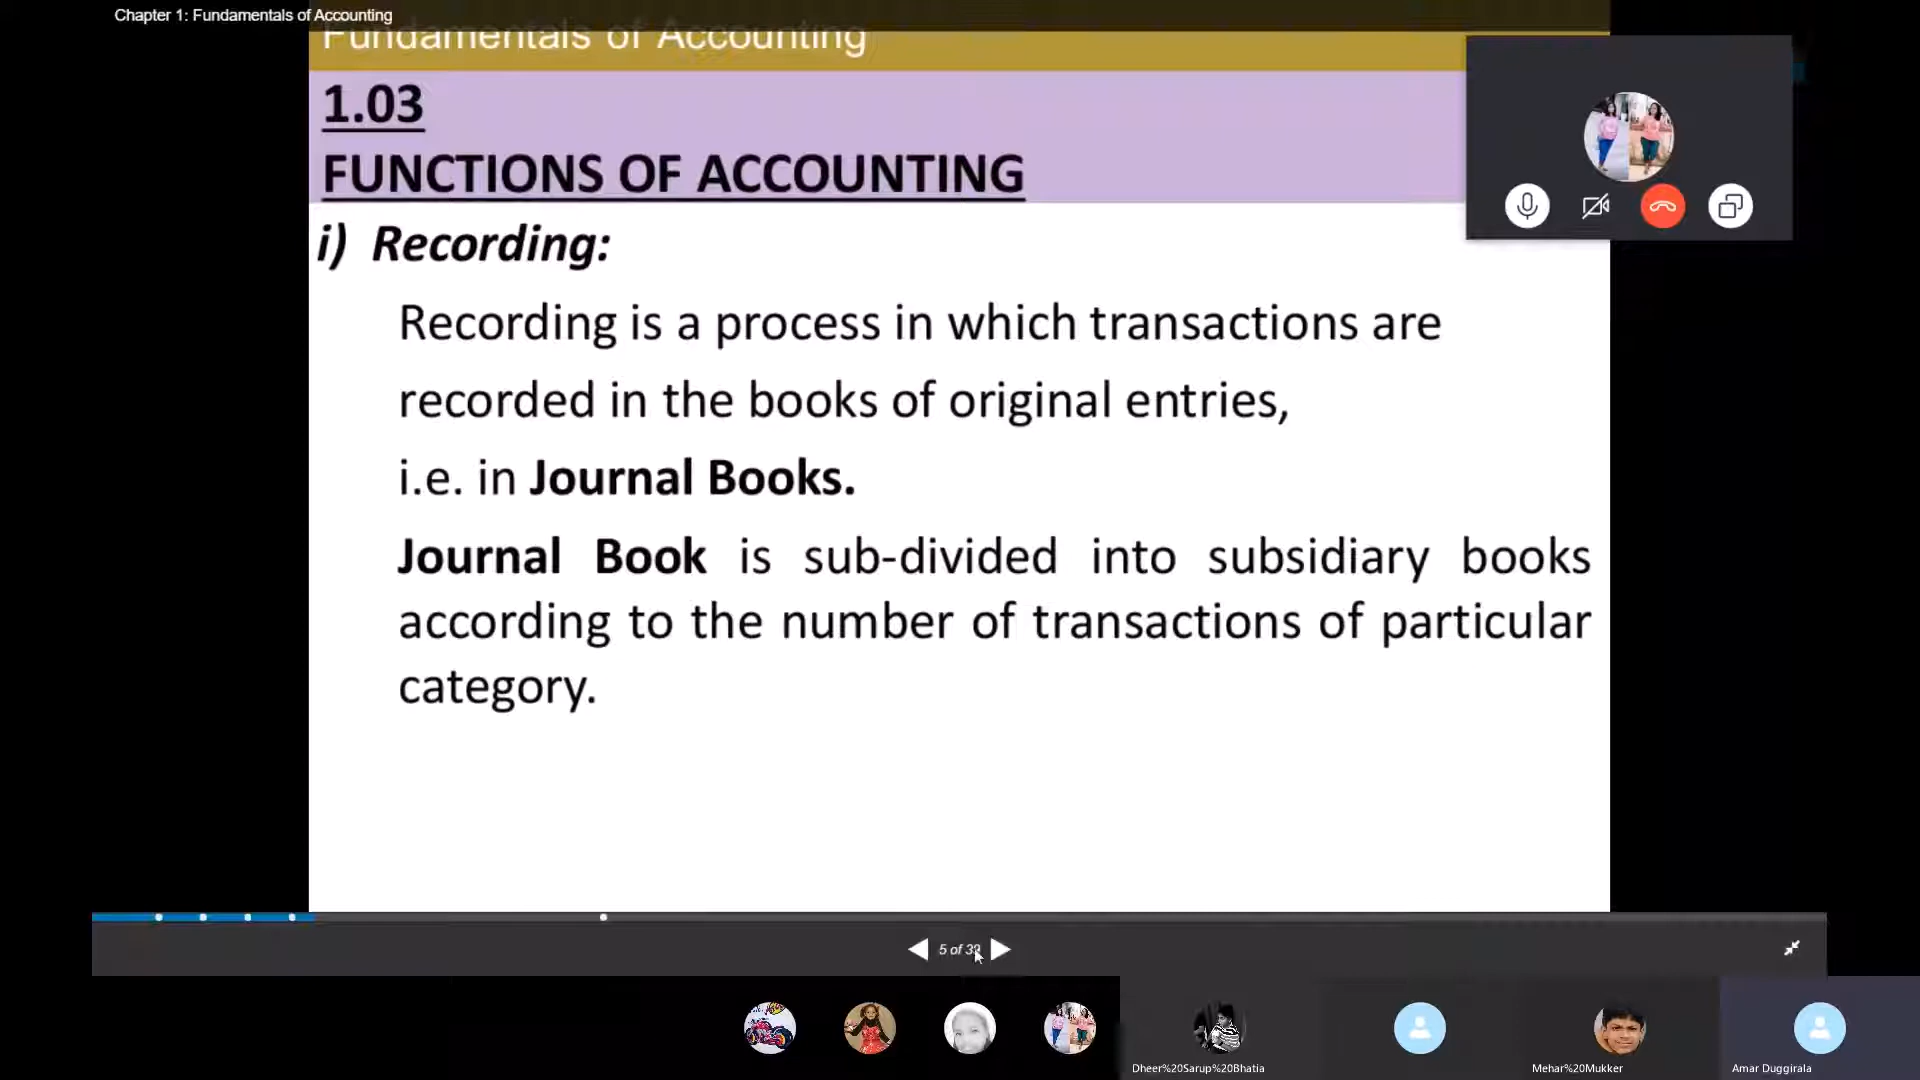 Chapter 1: Fundamentals of Accounting
Fundamentals of Accounting
1.03
FUNCTIONS OF ACCOUNTING
i) Recording:
Recording is a process in which transactions are
recorded in the books of original entries,
i.e. in Journal Books.
Journal Book is sub-divided into subsidiary books
according to the number of transactions of particular
category.
5 of
Dheer%20Sarup%20Bhatia
Mehar%20Mukker
Amar Duggirala